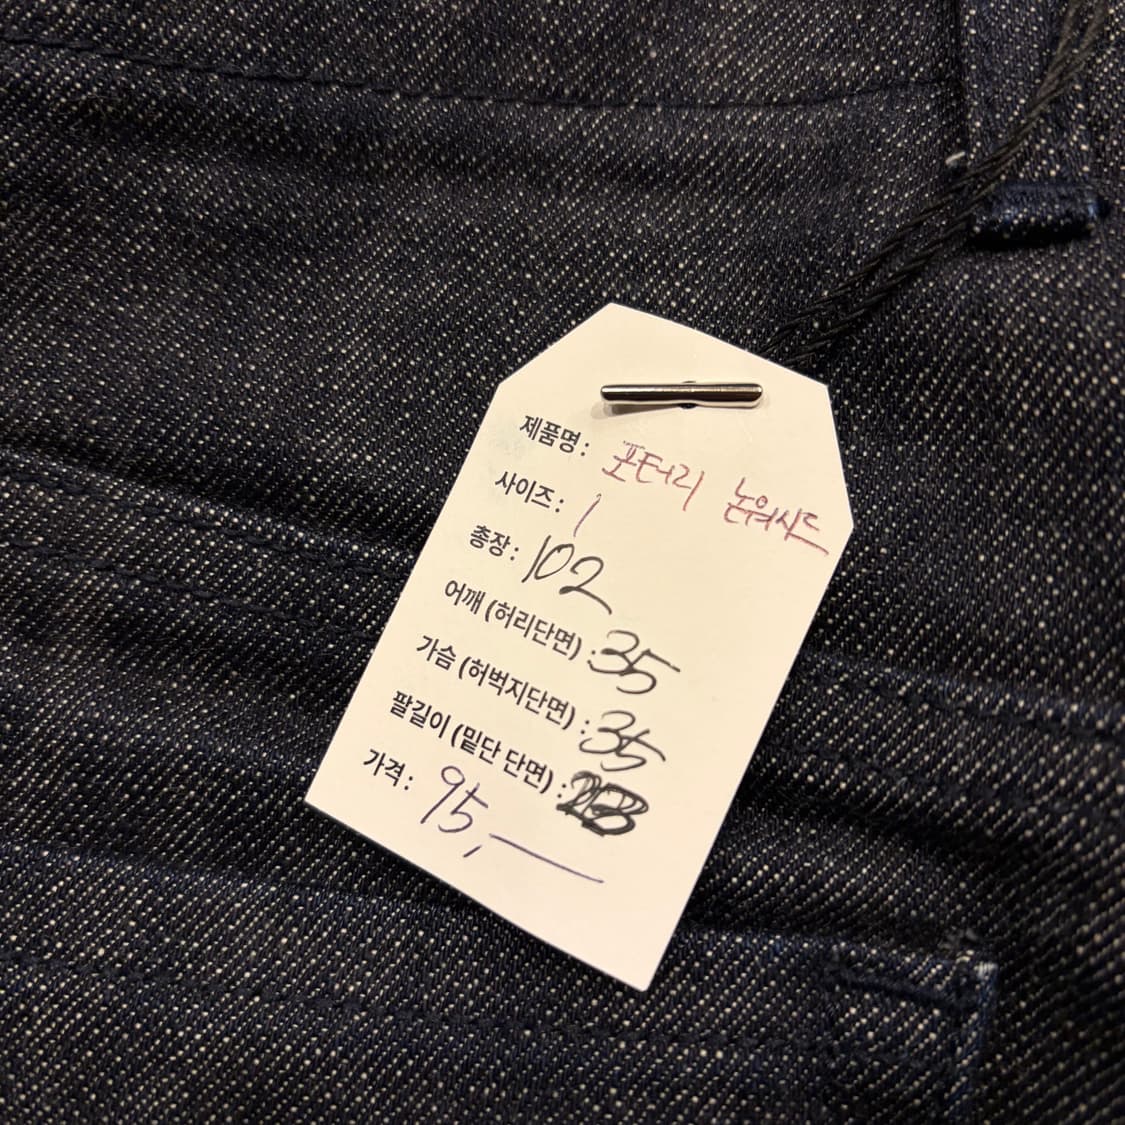 제품명: 포터리 논워시드
사이즈: 1
총장: 102
어깨 (허리단면) : 35
가슴 (허벅지단면) : 35
팔길이 (밑단 단면) :
가격: 95,—